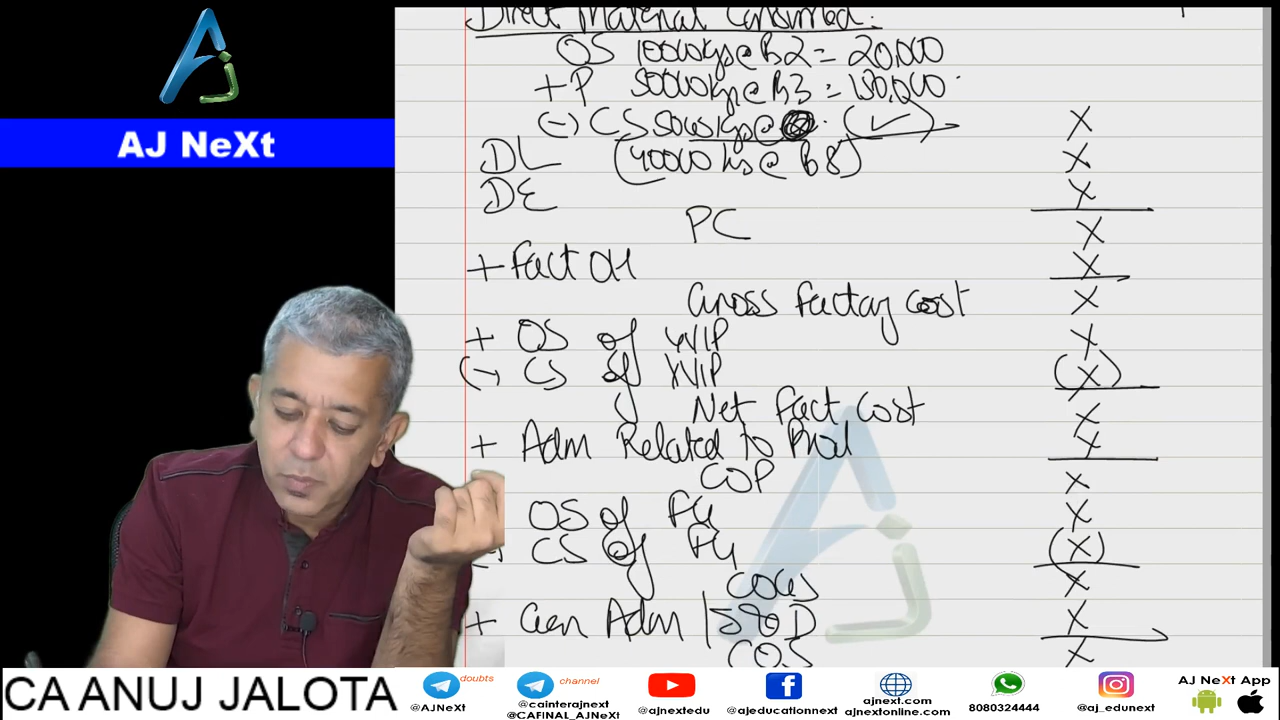 AJ NeXt
Direct Material Consumed:
OS 10000kgs@ Rs2 = 20,000
+ P 50000kgs@ Rs3 = 150,000
(-) CS 5000kgs@ (✓) X
DL (40000 hrs@ Rs 8) X
DE X
PC X
+ Fact OH X
Gross Factory Cost X
+ OS of WIP X
(-) CS of WIP (X)
Net Fact Cost X
+ Adm Related to Prod X
COP X
OS of FG X
CS of FG (X)
COGS X
+ Gen Adm | S&D X
COS X
CA ANUJ JALOTA
doubts
@AJNeXt
channel
@cainterajnext
@CAFINAL_AJNeXt
@ajnextedu
@ajeducationnext
ajnext.com
ajnextonline.com
8080324444
@aj_edunext
AJ NeXt App